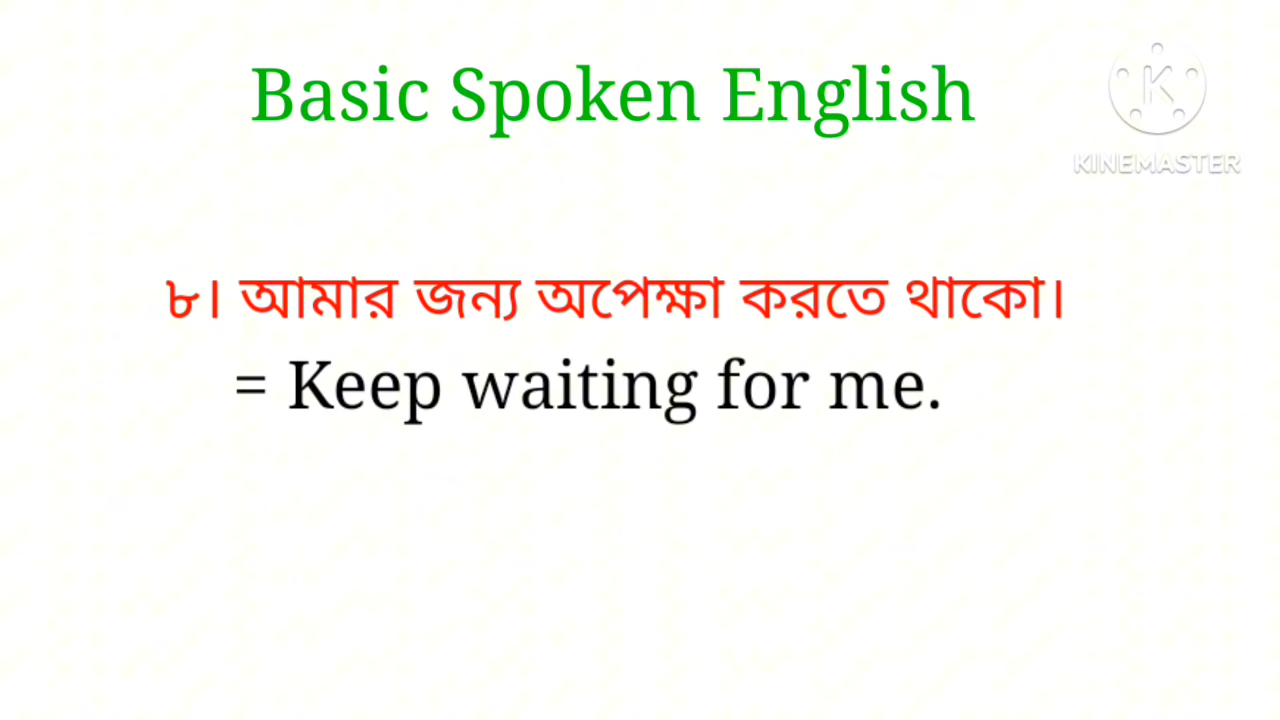 Basic Spoken English
KINEMASTER
৮। আমার জন্য অপেক্ষা করতে থাকো।
= Keep waiting for me.